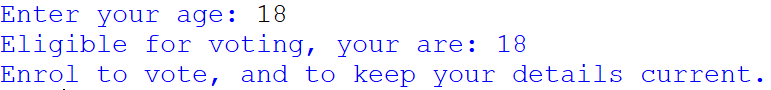 Enter your age: 18
Eligible for voting, your are: 18
Enrol to vote, and to keep your details current.